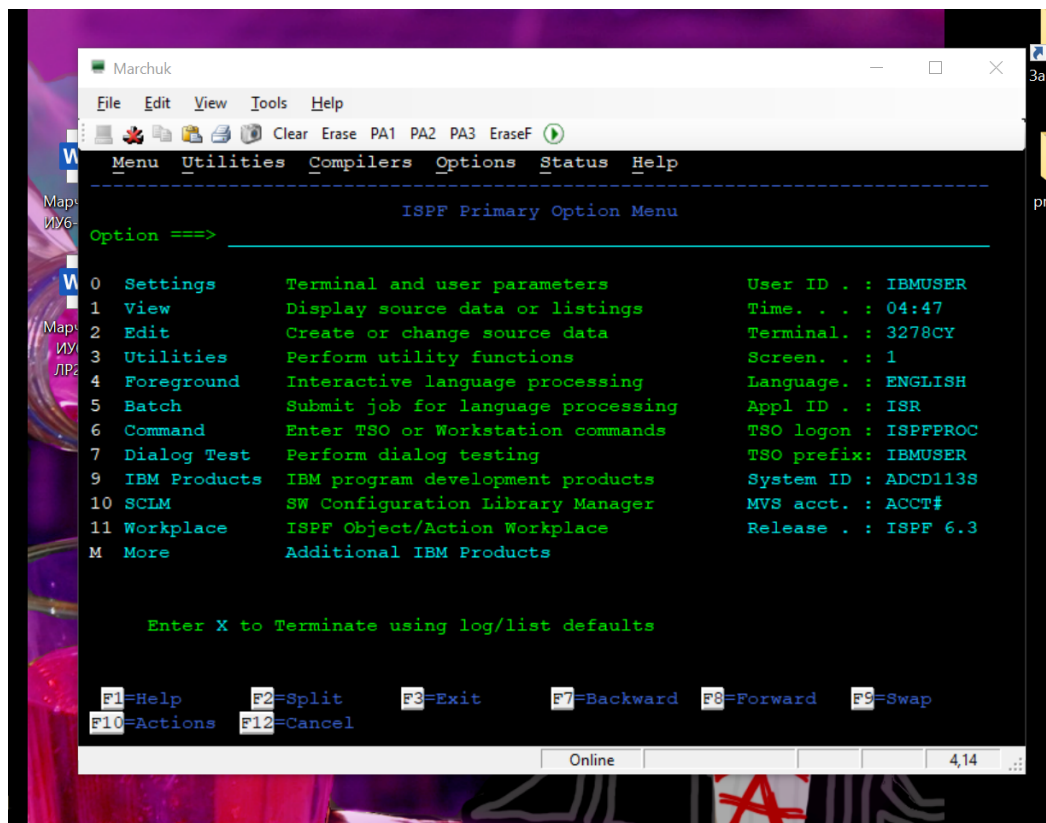 Marchuk
За
File Edit View Tools Help
Clear Erase PA1 PA2 PA3 EraseF
W
Menu Utilities Compilers Options Status Help
ISPF Primary Option Menu
ИУ6-
Option ===>
W
0 Settings Terminal and user parameters User ID . : IBMUSER
1 View Display source data or listings Time. . . : 04:47
2 Edit Create or change source data Terminal. : 3278CY
3 Utilities Perform utility functions Screen. . : 1
4 Foreground Interactive language processing Language. : ENGLISH
5 Batch Submit job for language processing Appl ID . : ISR
6 Command Enter TSO or Workstation commands TSO logon : ISPFPROC
7 Dialog Test Perform dialog testing TSO prefix: IBMUSER
9 IBM Products IBM program development products System ID : ADCD113S
10 SCLM SW Configuration Library Manager MVS acct. : ACCT#
11 Workplace ISPF Object/Action Workplace Release . : ISPF 6.3
M More Additional IBM Products
Enter X to Terminate using log/list defaults
F1=Help F2=Split F3=Exit F7=Backward F8=Forward F9=Swap
F10=Actions F12=Cancel
Online 4,14